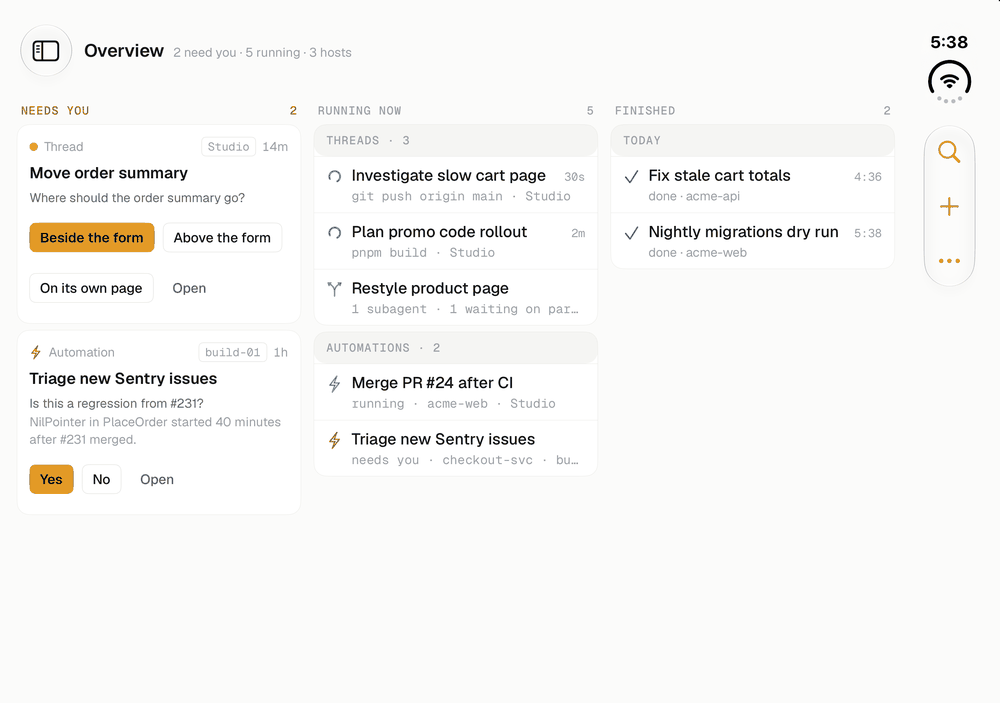 Overview 2 need you · 5 running · 3 hosts
5:38
NEEDS YOU 2
Thread Studio 14m
Move order summary
Where should the order summary go?
Beside the form Above the form
On its own page Open
Automation build-01 1h
Triage new Sentry issues
Is this a regression from #231?
NilPointer in PlaceOrder started 40 minutes
after #231 merged.
Yes No Open
RUNNING NOW 5
THREADS · 3
Investigate slow cart page 30s
git push origin main · Studio
Plan promo code rollout 2m
pnpm build · Studio
Restyle product page
1 subagent · 1 waiting on par…
AUTOMATIONS · 2
Merge PR #24 after CI
running · acme-web · Studio
Triage new Sentry issues
needs you · checkout-svc · bu…
FINISHED 2
TODAY
Fix stale cart totals 4:36
done · acme-api
Nightly migrations dry run 5:38
done · acme-web